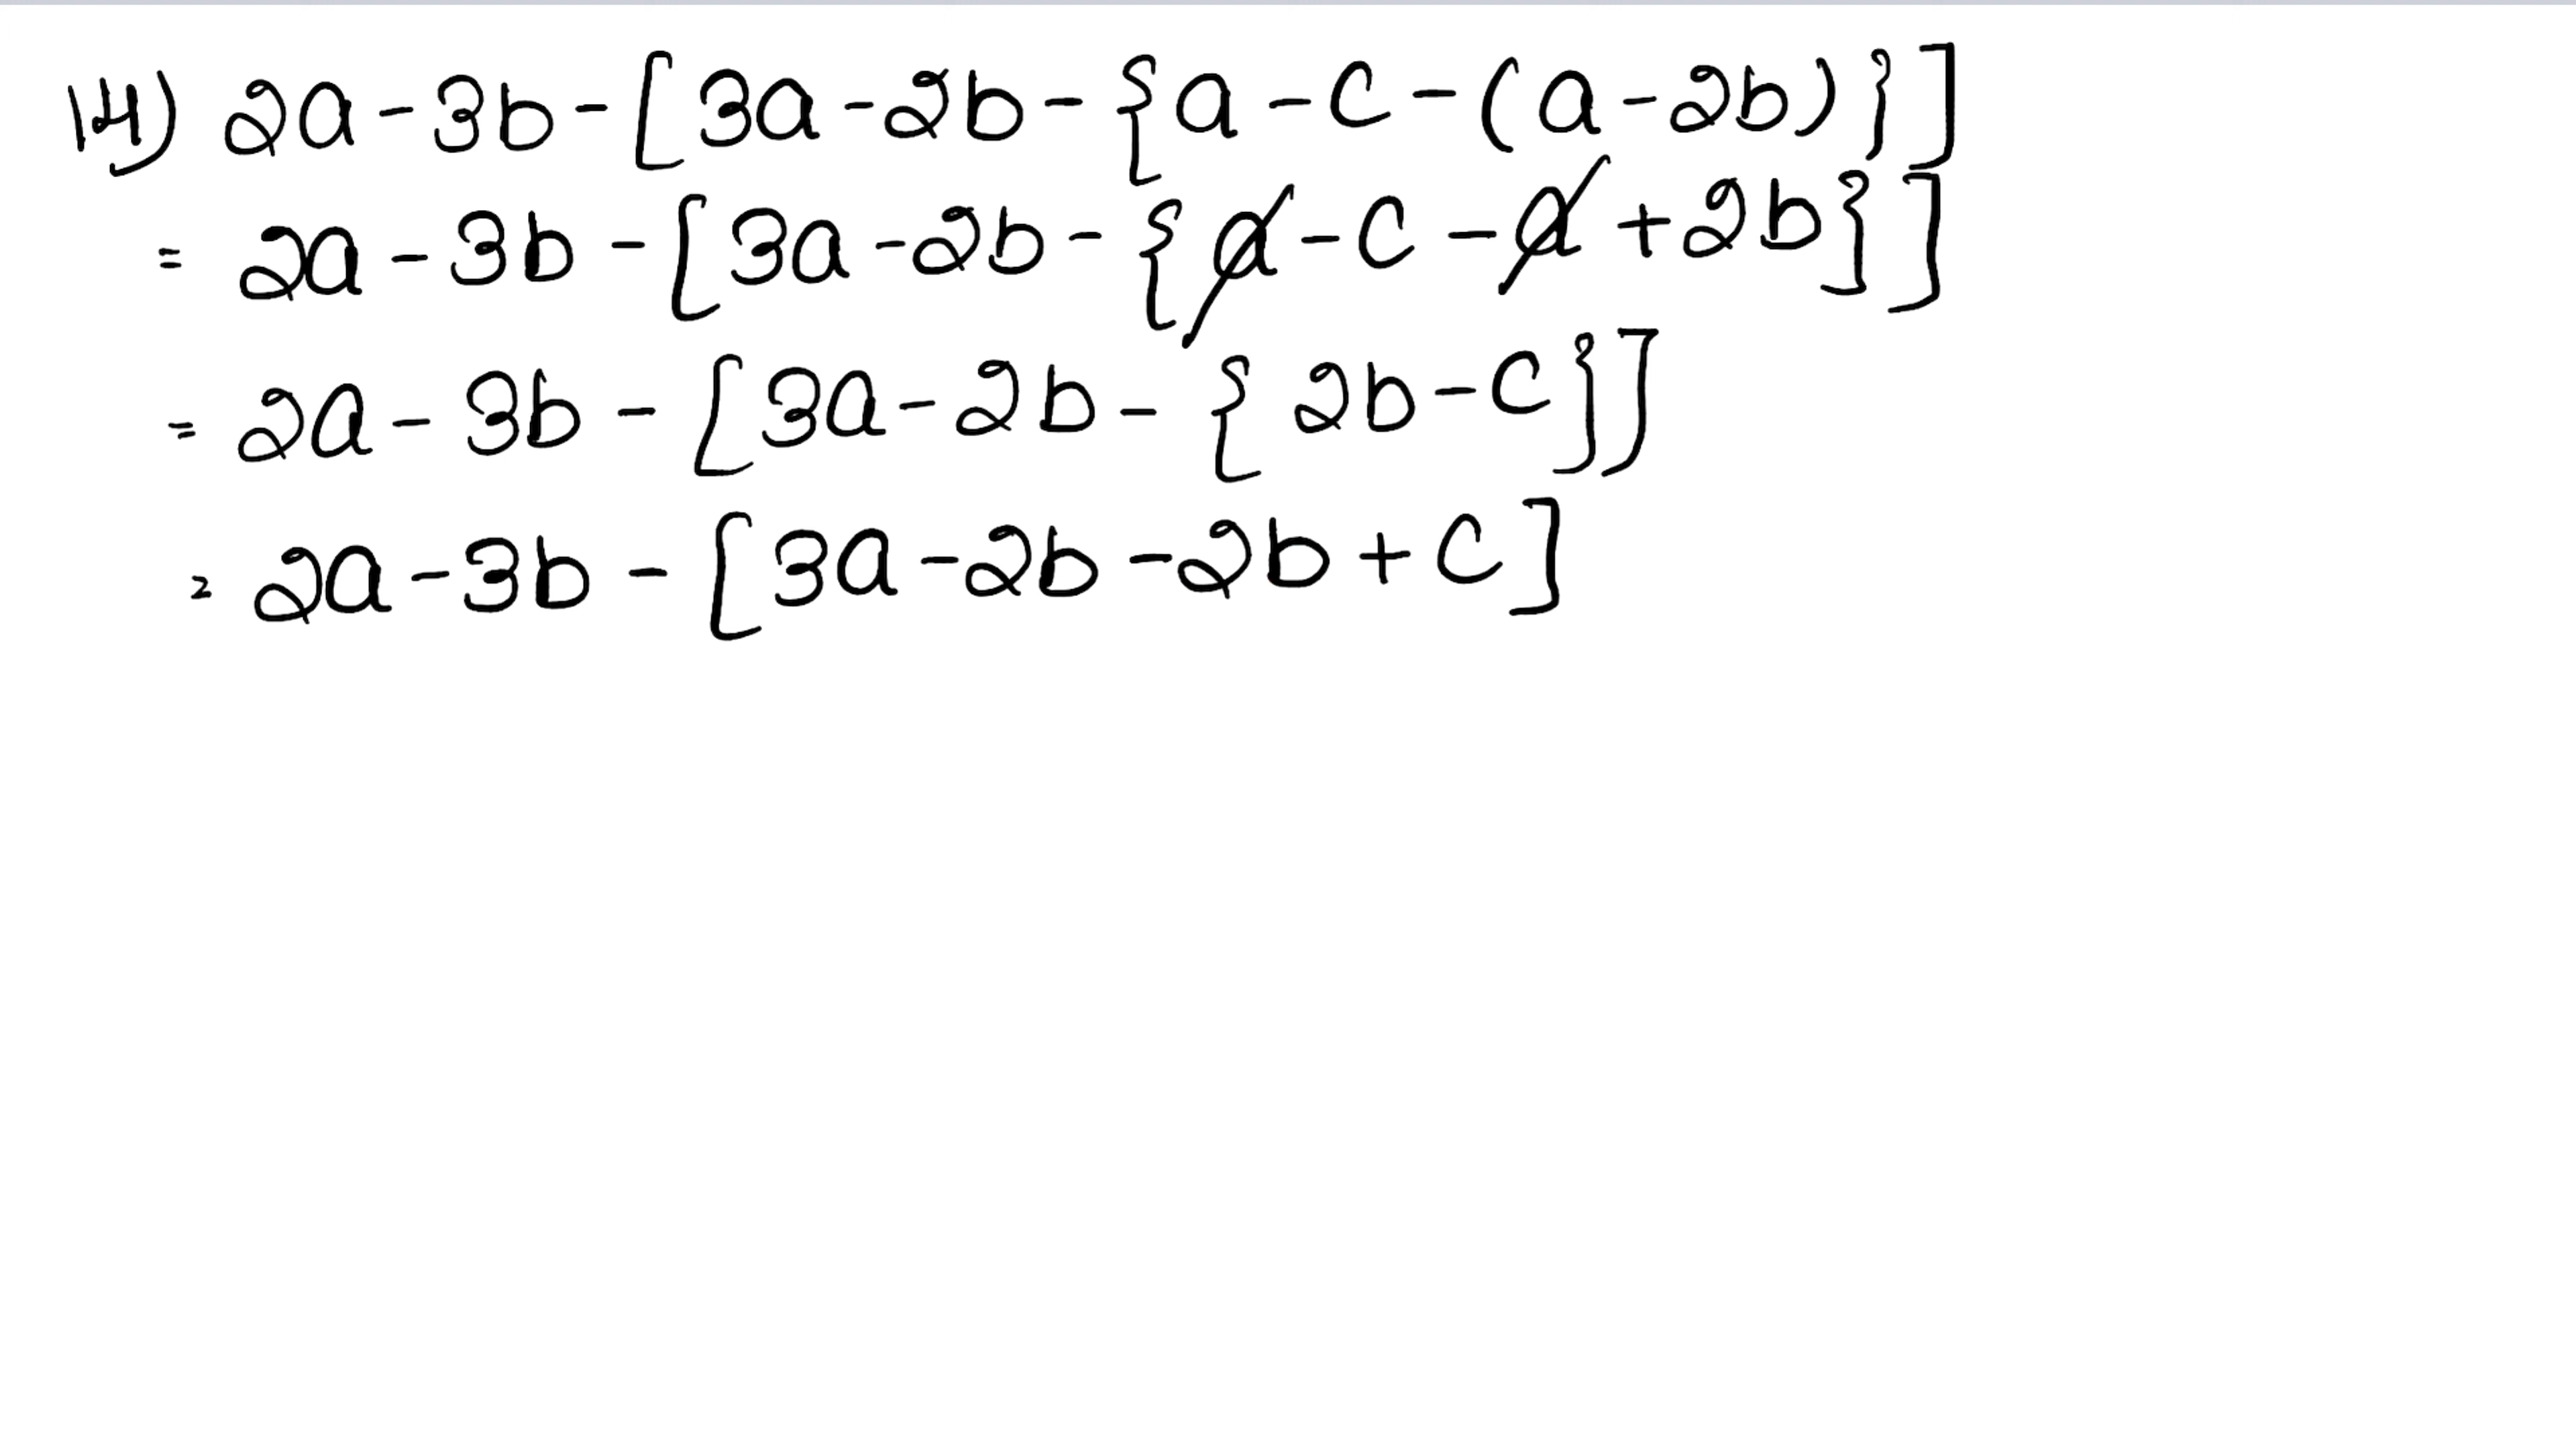 14) 2a-3b-[3a-2b-{a-c-(a-2b)}]
= 2a-3b-[3a-2b-{a-c-a+2b}]
= 2a-3b-[3a-2b-{2b-c}]
= 2a-3b-[3a-2b-2b+c]